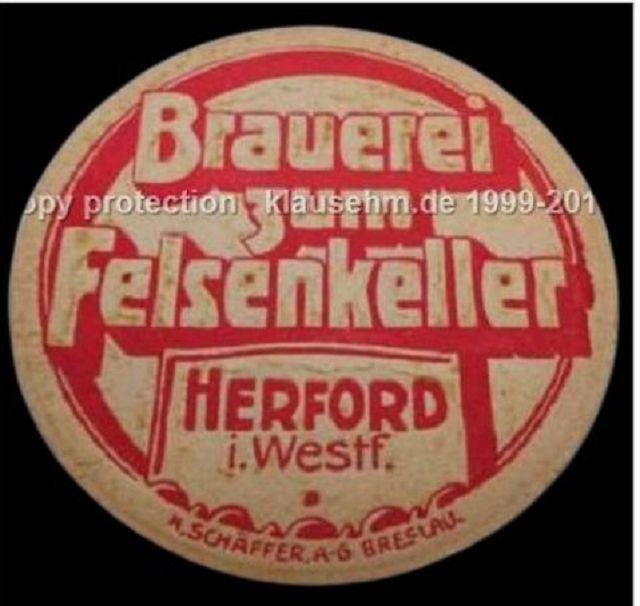 Brauerei
zum
opy protection klausehm.de 1999-201
Felsenkeller
HERFORD
i. Westf.
A. SCHÄFFER, A-G BRESLAU.